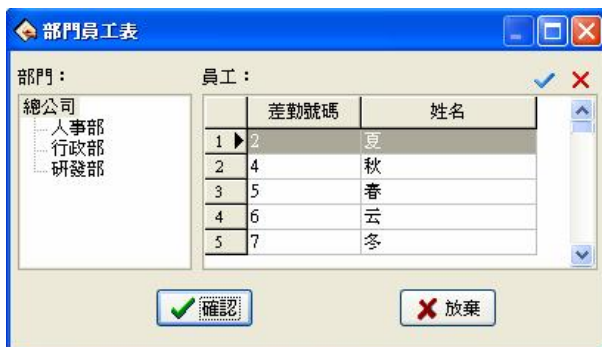 部門員工表
部門：
員工：
總公司
人事部
行政部
研發部
差勤號碼 姓名
1 2 夏
2 4 秋
3 5 春
4 6 云
5 7 冬
確認
放棄